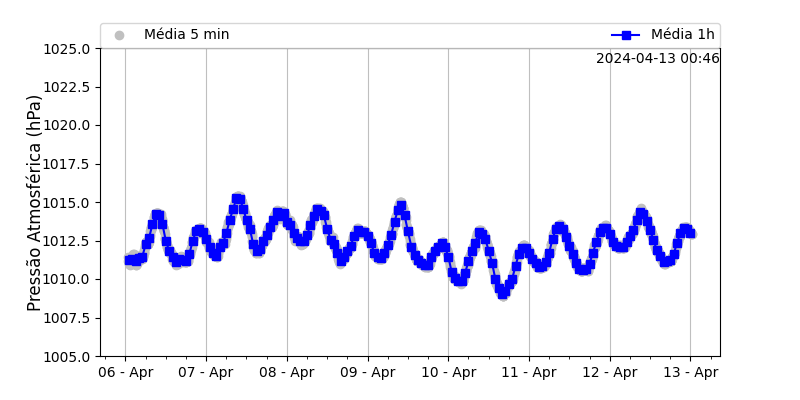 Média 5 min
Média 1h
2024-04-13 00:46
Pressão Atmosférica (hPa)
1025.0
1022.5
1020.0
1017.5
1015.0
1012.5
1010.0
1007.5
1005.0
06 - Apr
07 - Apr
08 - Apr
09 - Apr
10 - Apr
11 - Apr
12 - Apr
13 - Apr